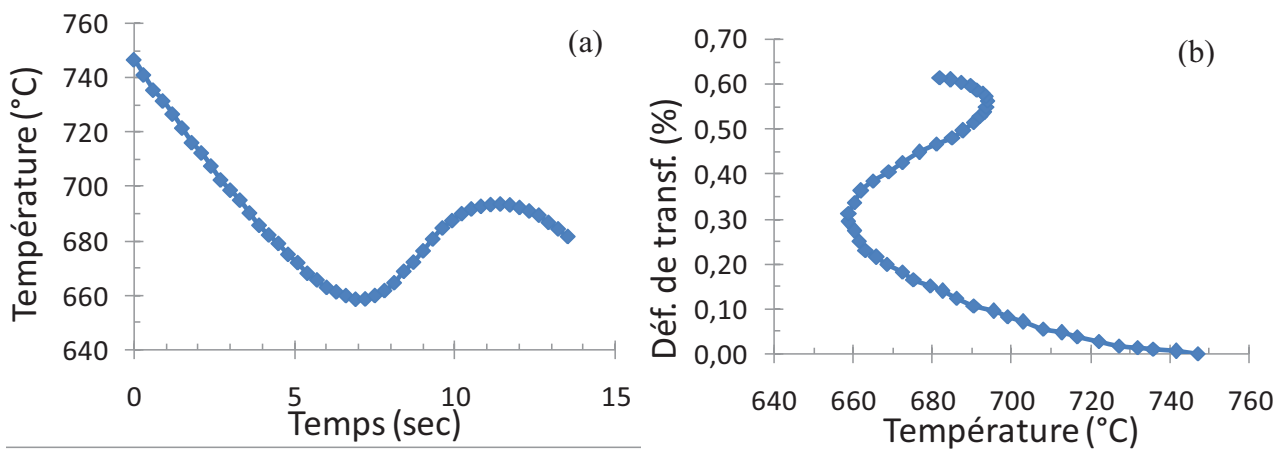 (a)
Température (°C)
760
740
720
700
680
660
640
0 5 10 15
Temps (sec)
(b)
Déf. de transf. (%)
0,70
0,60
0,50
0,40
0,30
0,20
0,10
0,00
640 660 680 700 720 740 760
Température (°C)